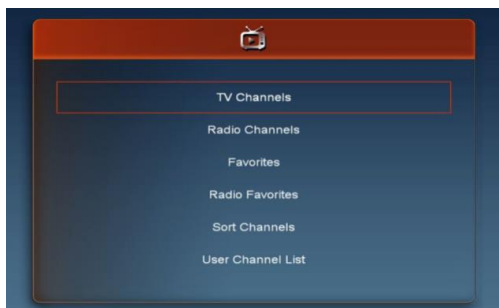 TV Channels
Radio Channels
Favorites
Radio Favorites
Sort Channels
User Channel List